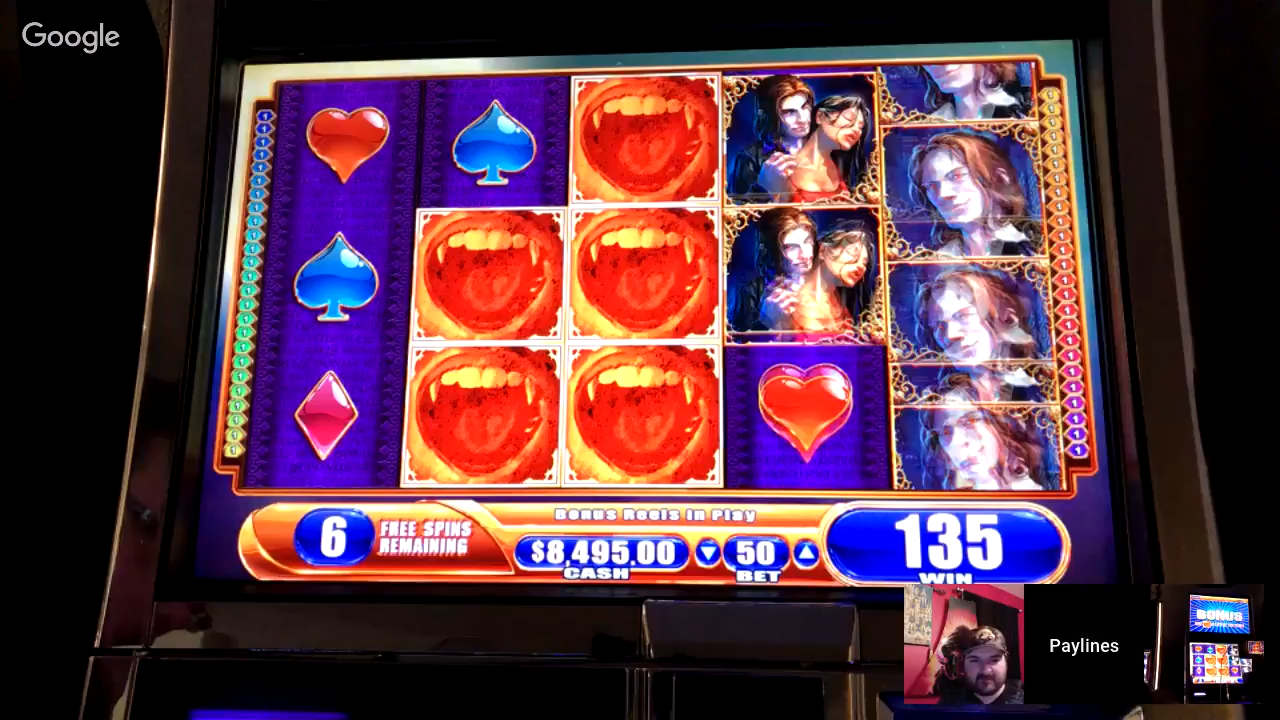 Google
6
FREE SPINS
REMAINING
Bonus Reels In Play
$8,495.00
CASH
50
BET
135
WIN
Paylines
BONUS